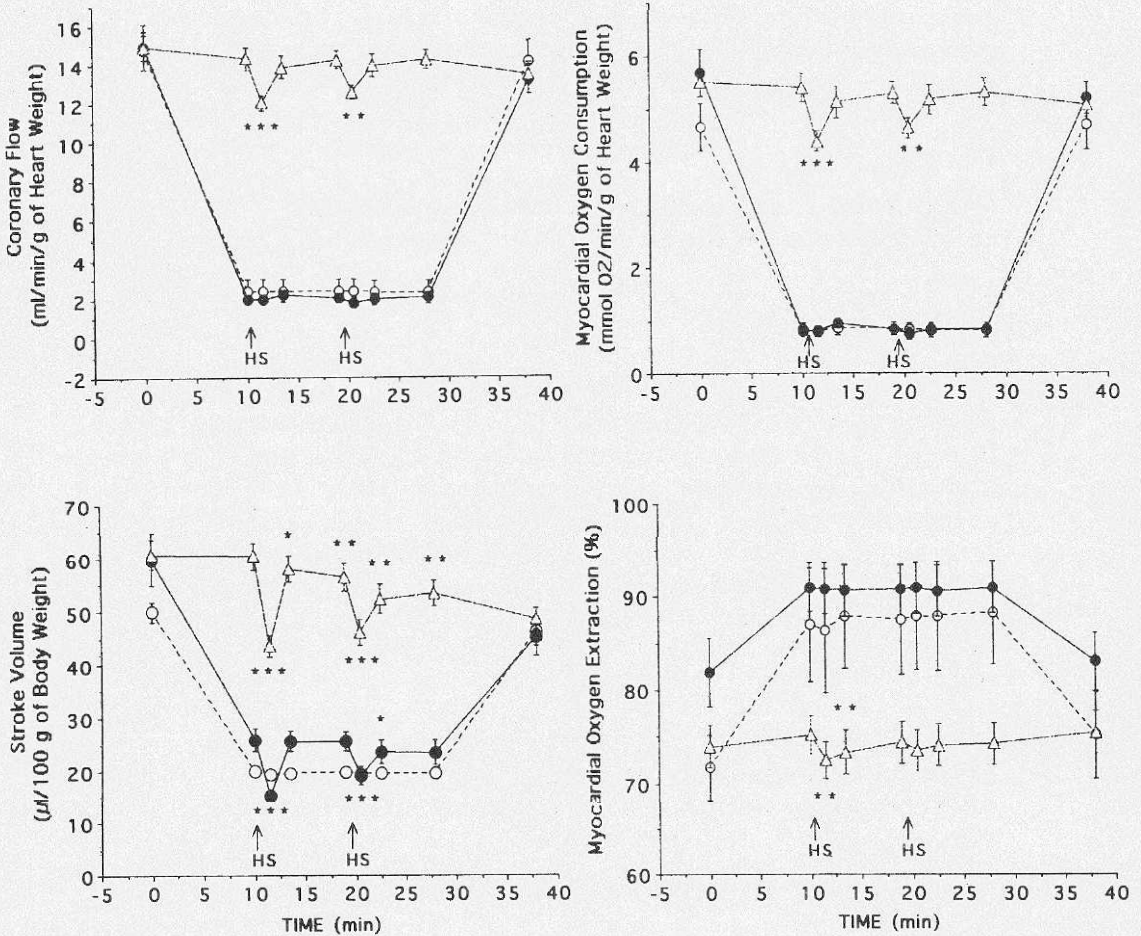 Coronary Flow
(ml/min/g of Heart Weight)
16
14
12
10
8
6
4
2
0
-2
* * *
* *
HS
HS
-5 0 5 10 15 20 25 30 35 40
Myocardial Oxygen Consumption
(mmol O2/min/g of Heart Weight)
6
4
2
0
* * *
* *
HS
HS
-5 0 5 10 15 20 25 30 35 40
Stroke Volume
(µl/100 g of Body Weight)
70
60
50
40
30
20
10
0
*
* *
* *
* *
* * *
* * *
*
* * *
* * *
HS
HS
-5 0 5 10 15 20 25 30 35 40
TIME (min)
Myocardial Oxygen Extraction (%)
100
90
80
70
60
* *
* *
HS
HS
-5 0 5 10 15 20 25 30 35 40
TIME (min)